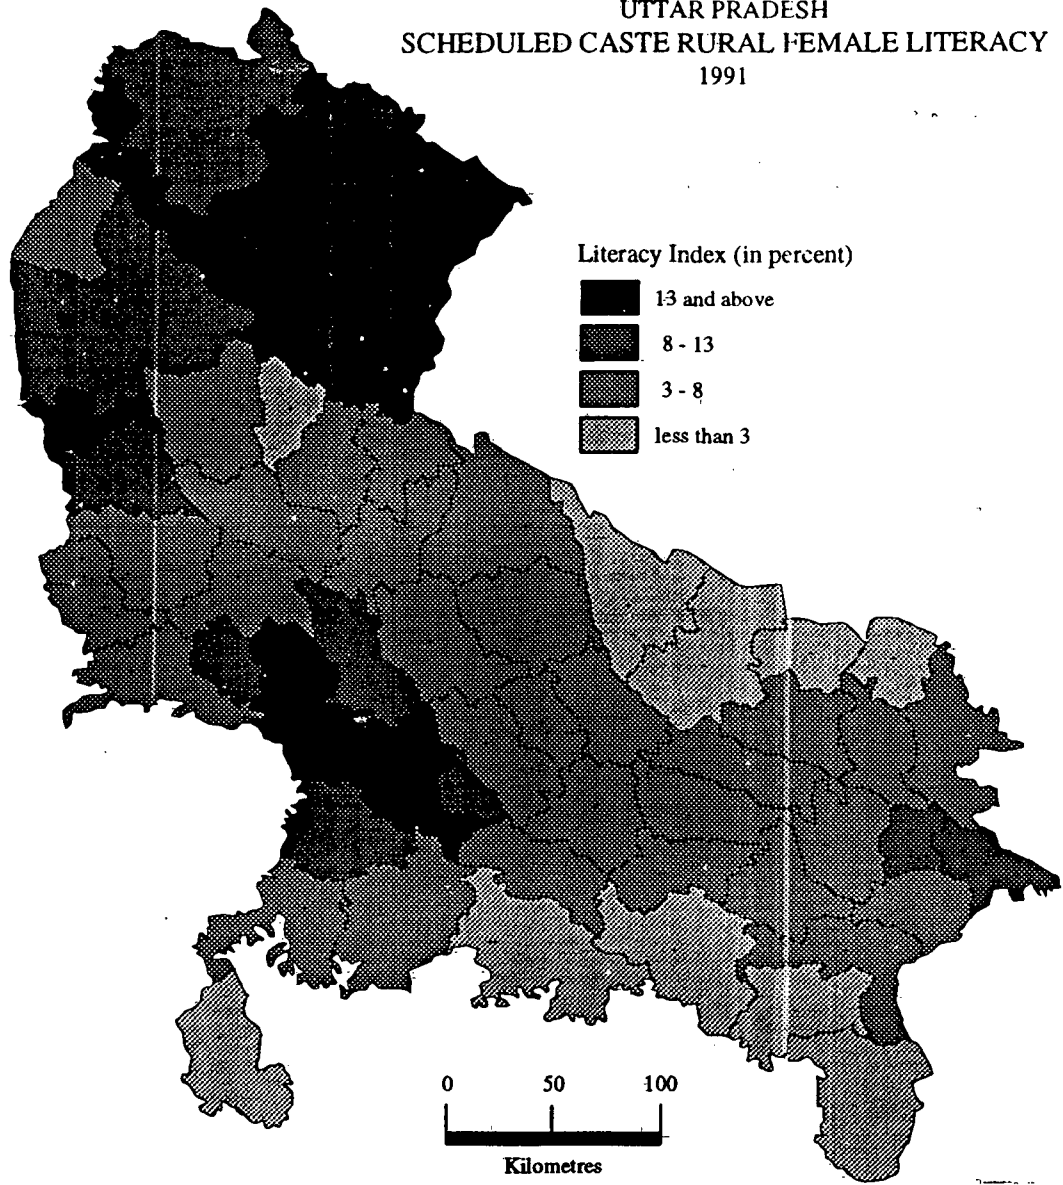 UTTAR PRADESH
SCHEDULED CASTE RURAL FEMALE LITERACY
1991
Literacy Index (in percent)
13 and above
8 - 13
3 - 8
less than 3
0 50 100
Kilometres